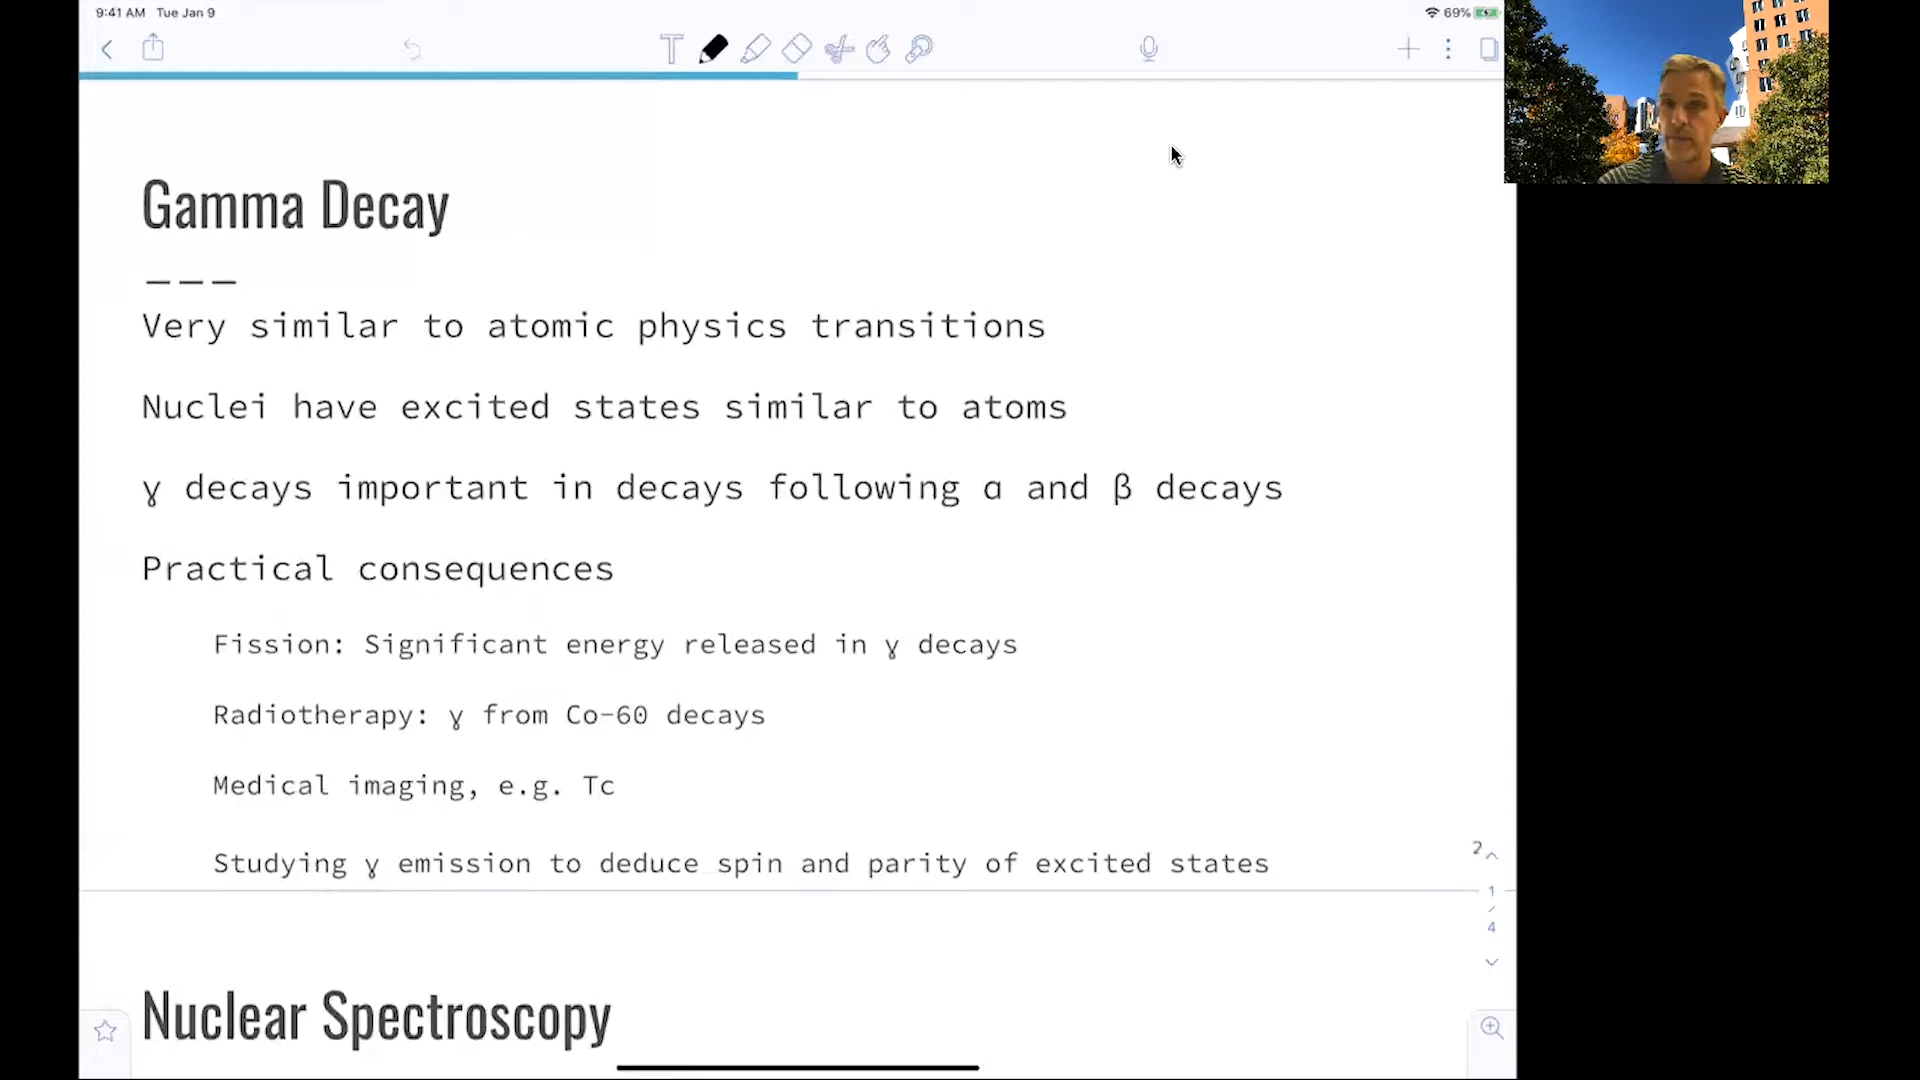 9:41 AM Tue Jan 9
69%
Gamma Decay
———
Very similar to atomic physics transitions
Nuclei have excited states similar to atoms
ɣ decays important in decays following α and β decays
Practical consequences
Fission: Significant energy released in ɣ decays
Radiotherapy: ɣ from Co-60 decays
Medical imaging, e.g. Tc
Studying ɣ emission to deduce spin and parity of excited states
2
1
/
4
Nuclear Spectroscopy